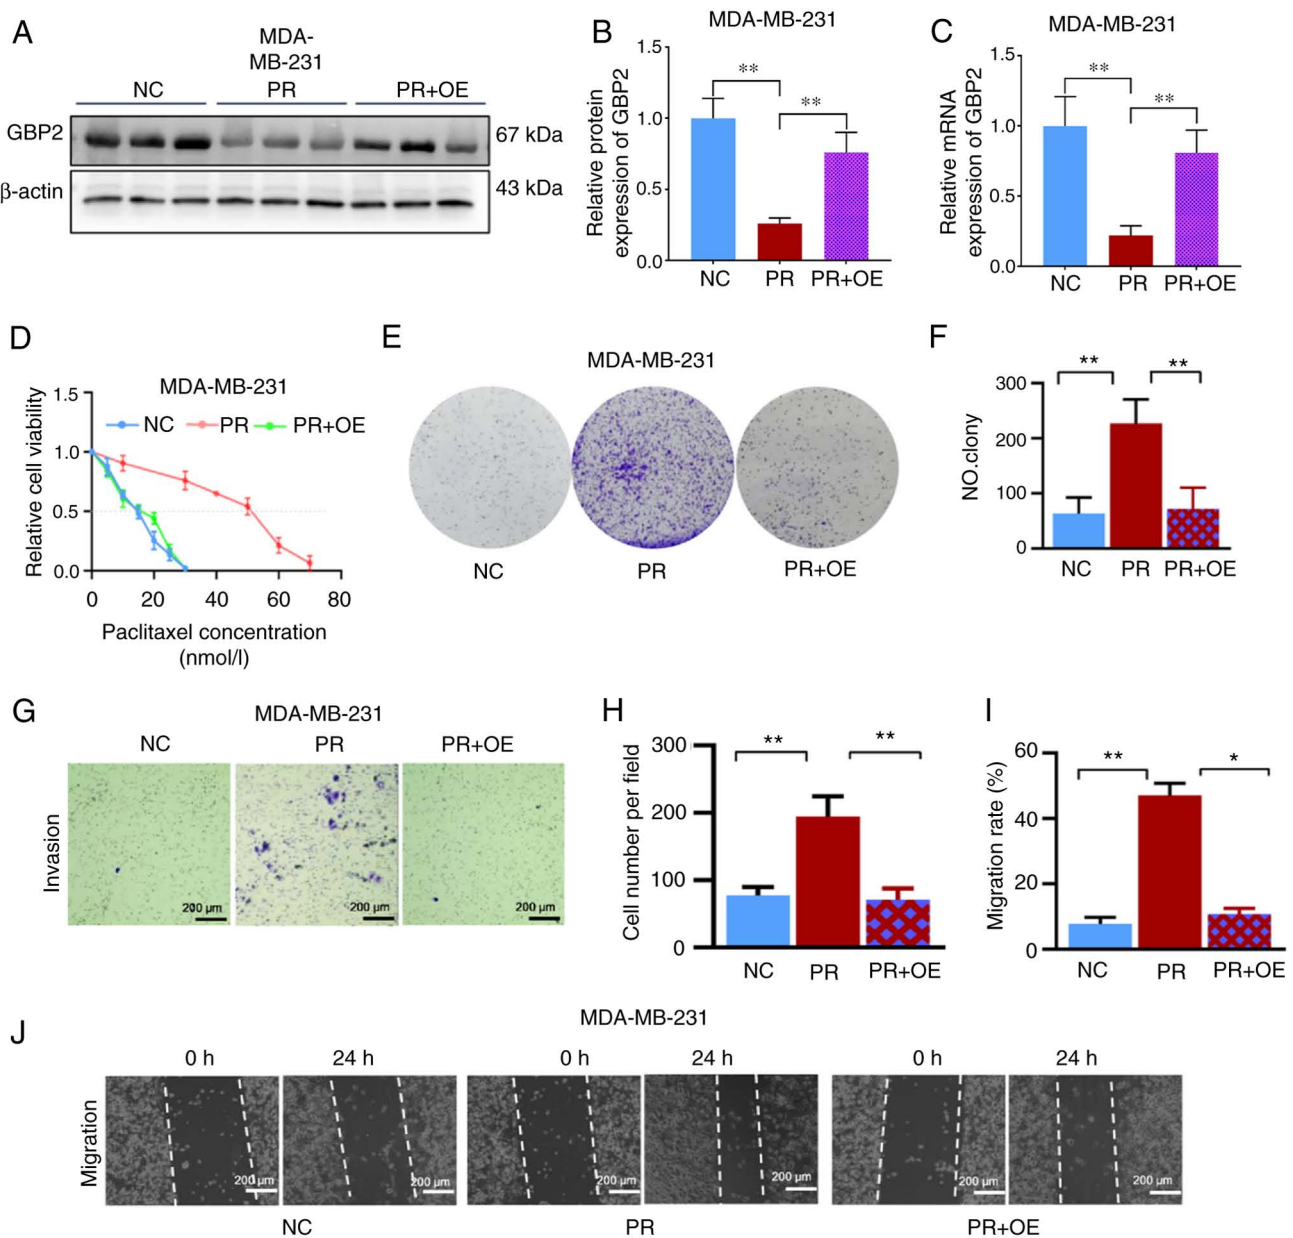 A
MDA-
MB-231
NC PR PR+OE
GBP2 67 kDa
β-actin 43 kDa
B
MDA-MB-231
Relative protein
expression of GBP2
1.5
**
**
1.0
0.5
0.0
NC PR PR+OE
C
MDA-MB-231
Relative mRNA
expression of GBP2
1.5
**
**
1.0
0.5
0.0
NC PR PR+OE
D
MDA-MB-231
Relative cell viability
1.5
NC PR PR+OE
1.0
0.5
0.0
0 20 40 60 80
Paclitaxel concentration
(nmol/l)
E
MDA-MB-231
NC PR PR+OE
F
NO.clony
** **
300
200
100
0
NC PR PR+OE
G
MDA-MB-231
NC PR PR+OE
Invasion
200 µm 200 µm 200 µm
H
Cell number per field
** **
300
200
100
0
NC PR PR+OE
I
Migration rate (%)
60
** *
40
20
0
NC PR PR+OE
J
MDA-MB-231
0 h 24 h 0 h 24 h 0 h 24 h
Migration
200 µm 200 µm 200 µm 200 µm 200 µm 200 µm
NC PR PR+OE